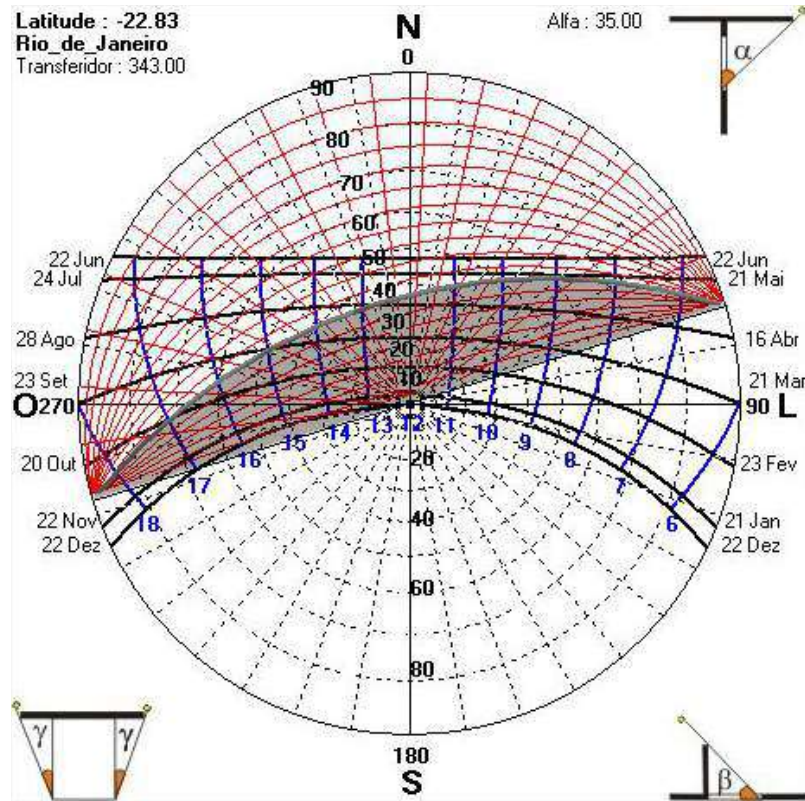 Latitude : -22.83
Rio_de_Janeiro
Transferidor : 343.00
N
0
Alfa : 35.00
α
90
80
70
60
50
40
30
20
10
22 Jun
24 Jul
28 Ago
23 Set
O 270
20 Out
22 Nov
22 Dez
22 Jun
21 Mai
16 Abr
21 Mar
90 L
23 Fev
21 Jan
22 Dez
18
17
16
15
14
13
12
11
10
9
8
7
6
20
40
60
80
180
S
γ
γ
β